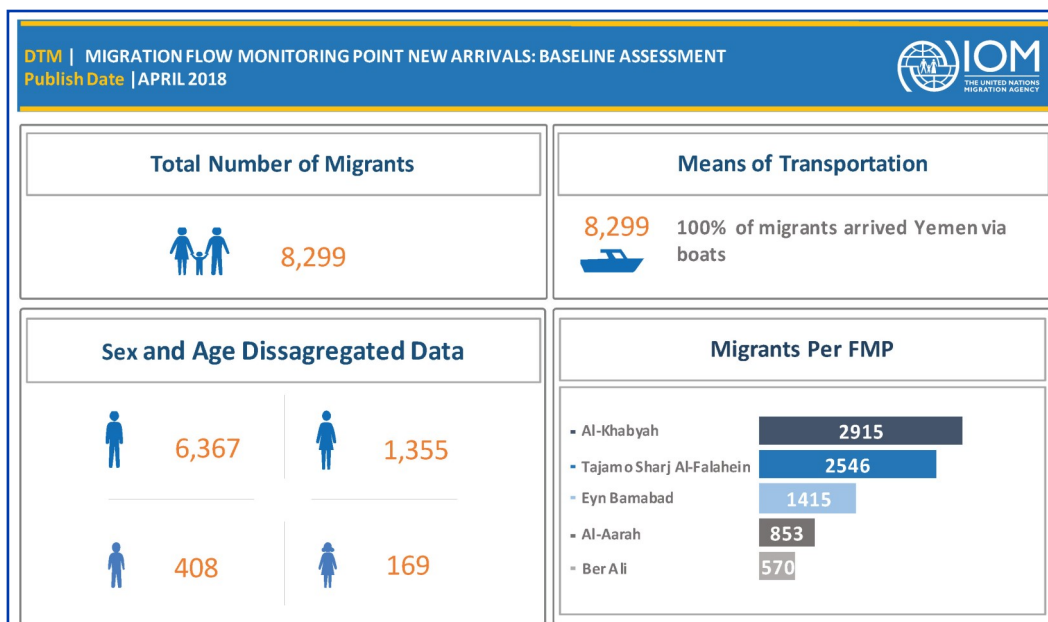 DTM | MIGRATION FLOW MONITORING POINT NEW ARRIVALS: BASELINE ASSESSMENT
Publish Date |APRIL 2018
IOM
THE UNITED NATIONS
MIGRATION AGENCY
Total Number of Migrants
8,299
Means of Transportation
8,299
100% of migrants arrived Yemen via
boats
Sex and Age Dissagregated Data
6,367
1,355
408
169
Migrants Per FMP
Al-Khabyah 2915
Tajamo Sharj Al-Falahein 2546
Eyn Bamabad 1415
Al-Aarah 853
Ber Ali 570